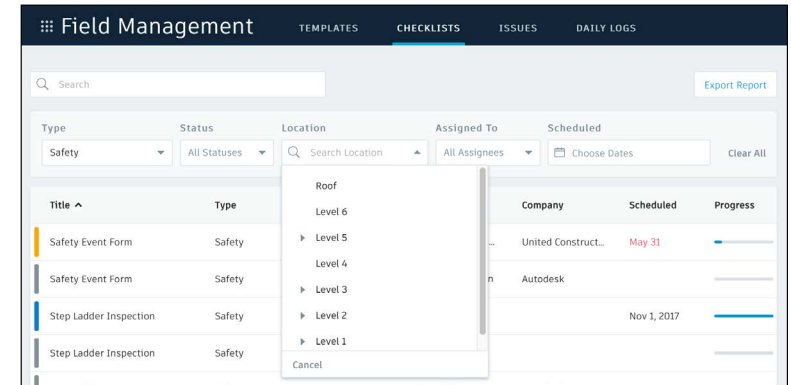 Field Management TEMPLATES CHECKLISTS ISSUES DAILY LOGS
Search Export Report
Type Status Location Assigned To Scheduled
Safety All Statuses Search Location All Assignees Choose Dates Clear All
Title Type Company Scheduled Progress
Roof
Level 6
Level 5
Level 4
Level 3
Level 2
Level 1
Cancel
Safety Event Form Safety ... United Construct... May 31
Safety Event Form Safety n Autodesk
Step Ladder Inspection Safety Nov 1, 2017
Step Ladder Inspection Safety